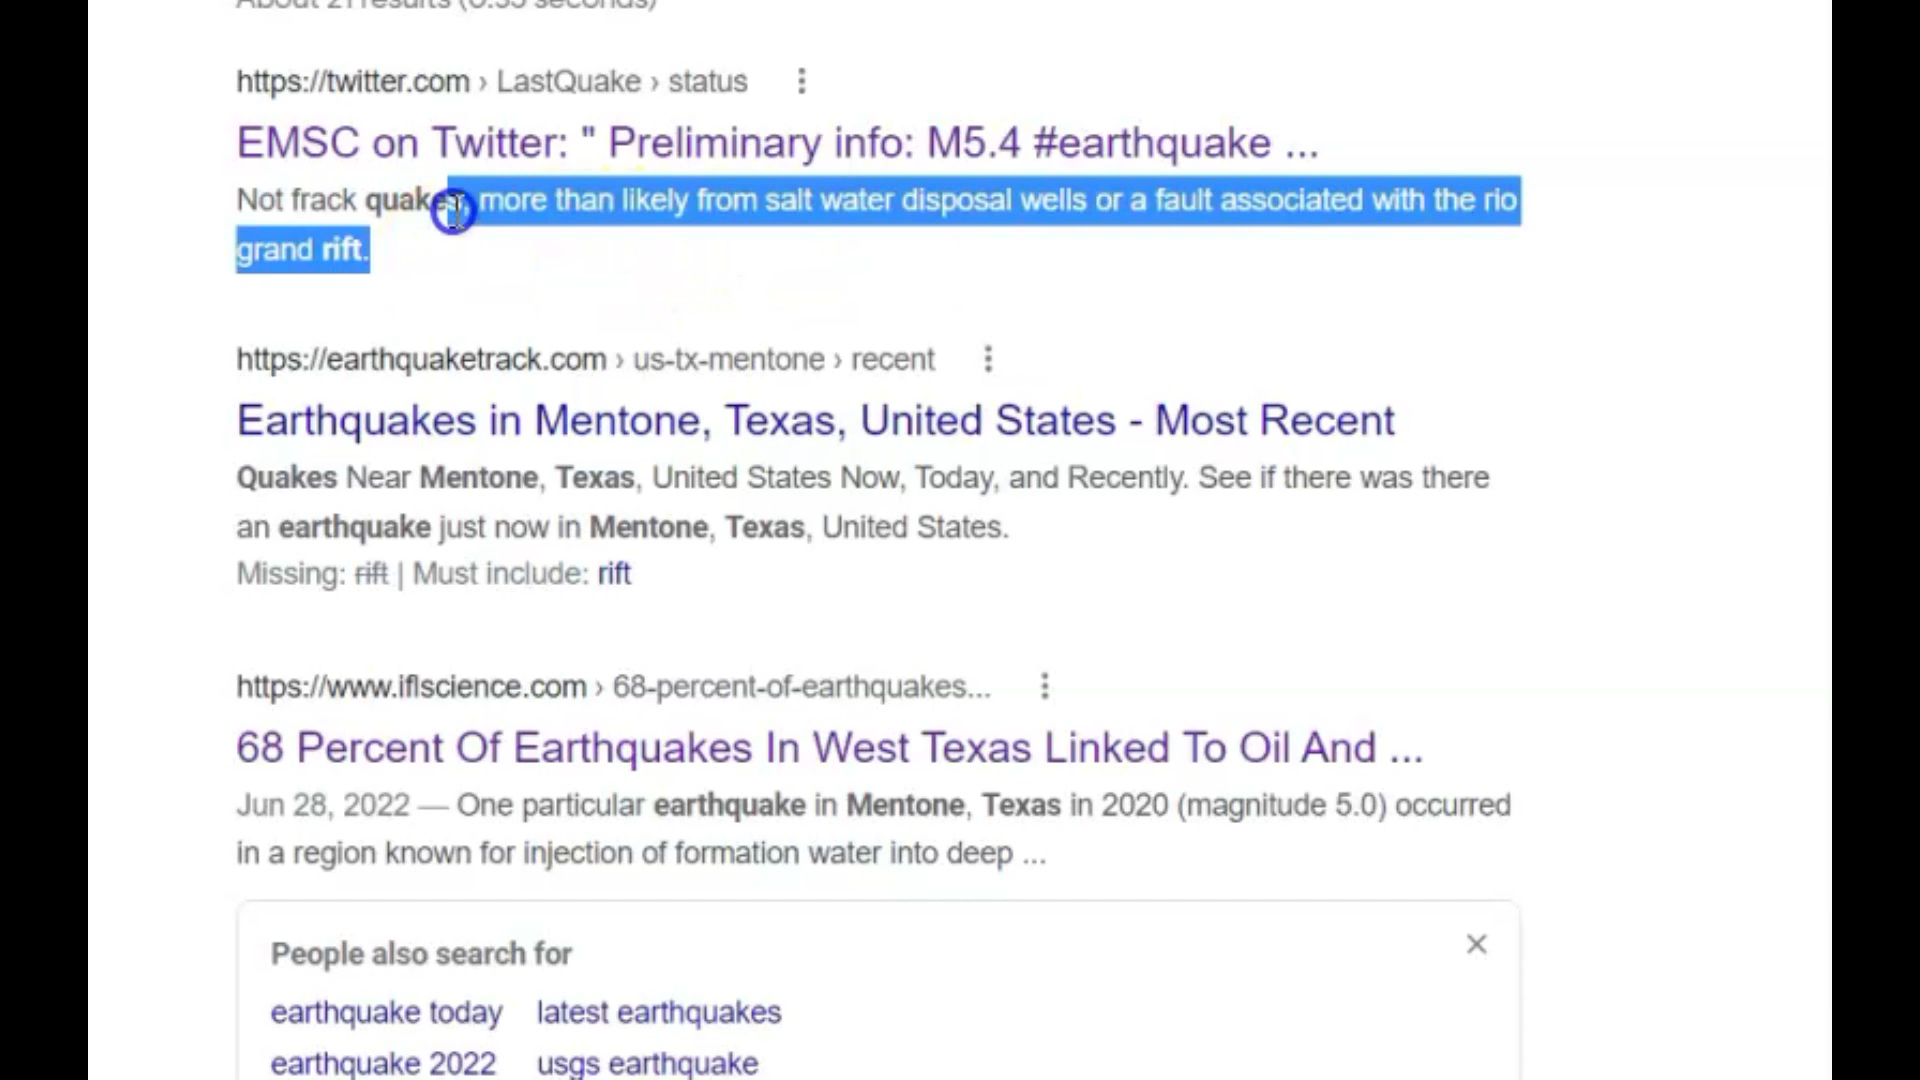 About 21 results (0.35 seconds)
https://twitter.com › LastQuake › status
EMSC on Twitter: " Preliminary info: M5.4 #earthquake ...
Not frack quakes, more than likely from salt water disposal wells or a fault associated with the rio
grand rift.
https://earthquaketrack.com › us-tx-mentone › recent
Earthquakes in Mentone, Texas, United States - Most Recent
Quakes Near Mentone, Texas, United States Now, Today, and Recently. See if there was there
an earthquake just now in Mentone, Texas, United States.
Missing: rift | Must include: rift
https://www.iflscience.com › 68-percent-of-earthquakes...
68 Percent Of Earthquakes In West Texas Linked To Oil And ...
Jun 28, 2022 — One particular earthquake in Mentone, Texas in 2020 (magnitude 5.0) occurred
in a region known for injection of formation water into deep ...
People also search for
earthquake today latest earthquakes
earthquake 2022 usgs earthquake